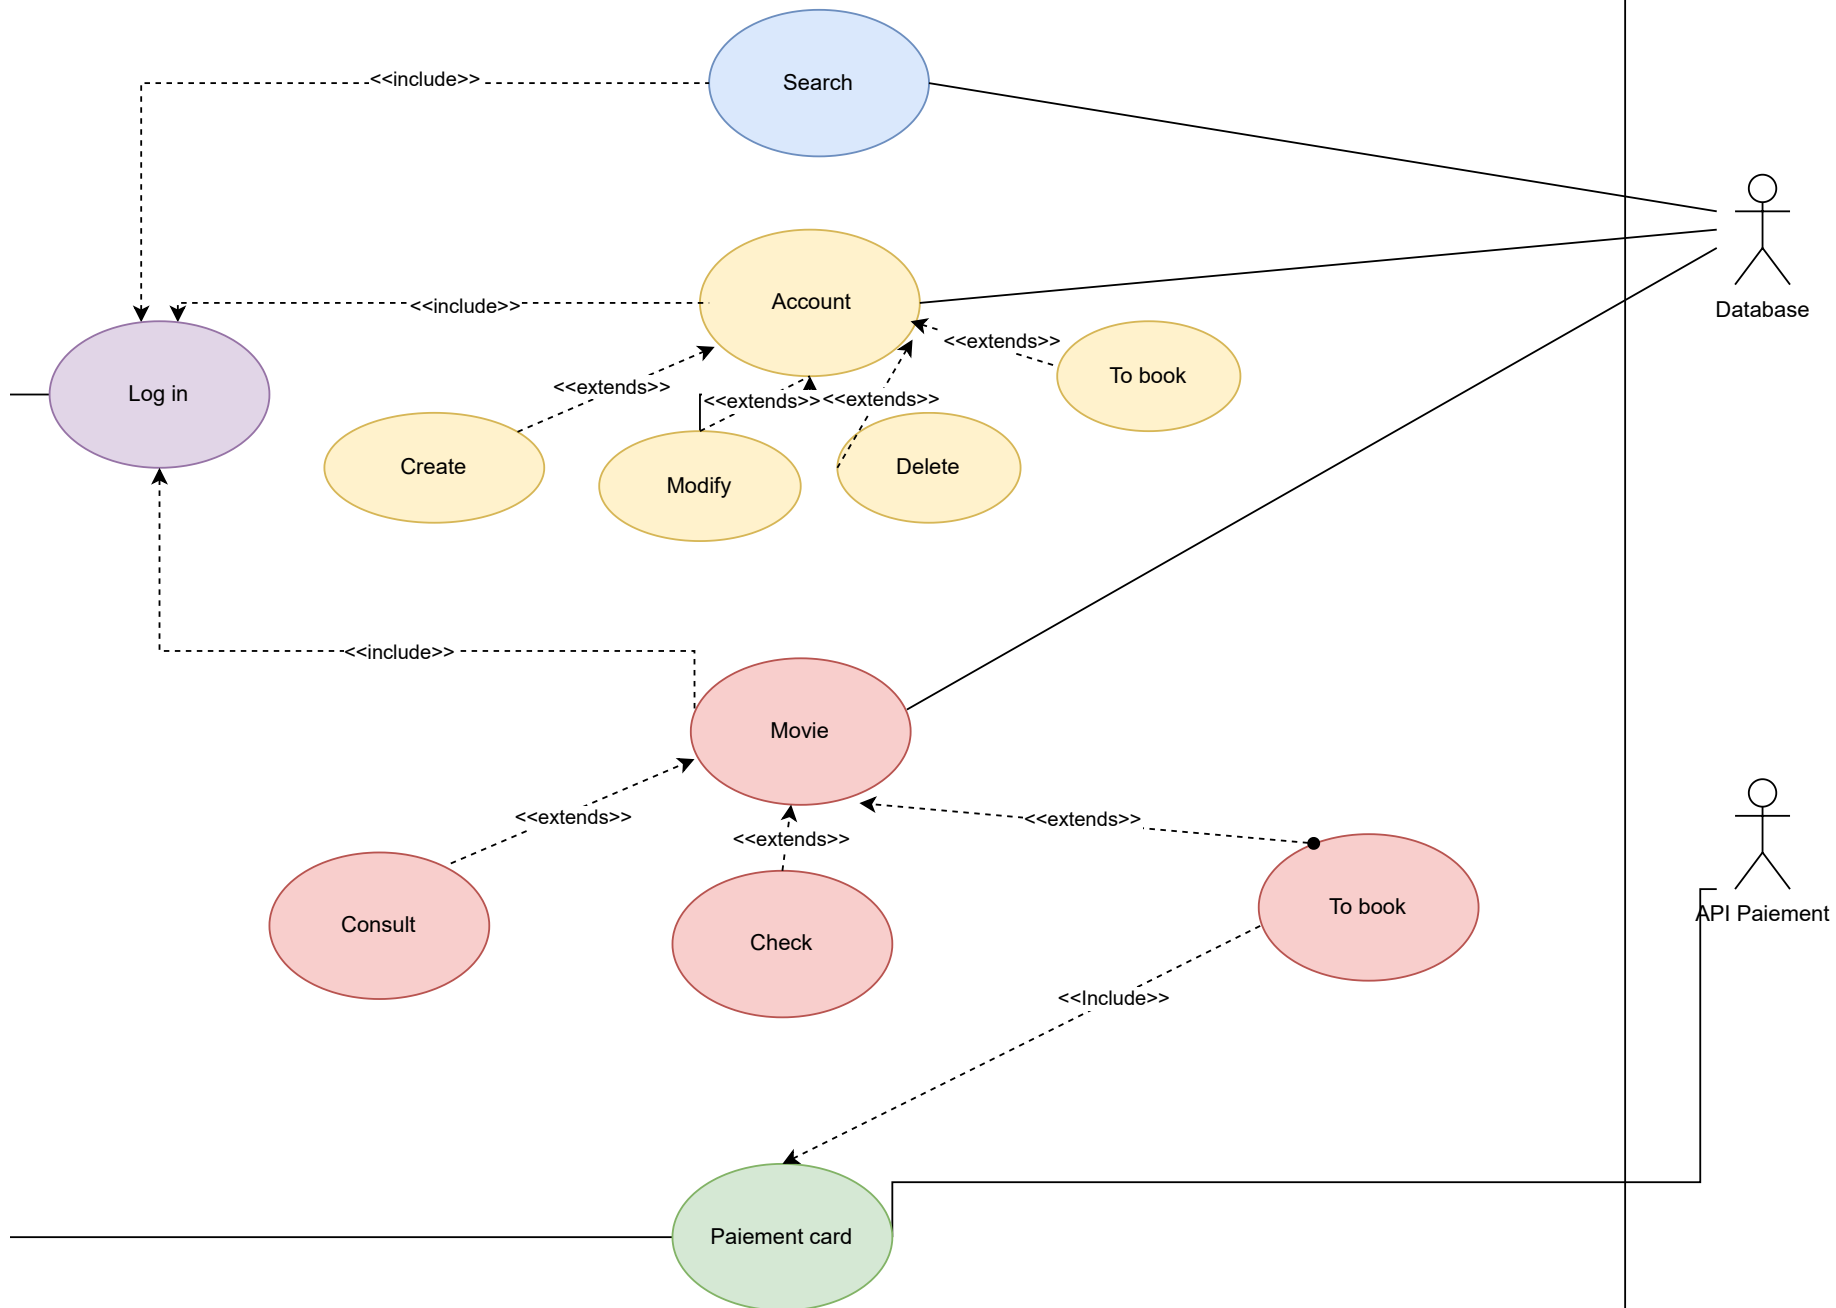 Search
<<include>>
Account
<<include>>
Database
<<extends>>
To book
Log in
<<extends>>
<<extends>>
<<extends>>
Create
Modify
Delete
<<include>>
Movie
<<extends>>
<<extends>>
<<extends>>
Consult
Check
To book
API Paiement
<<Include>>
Paiement card